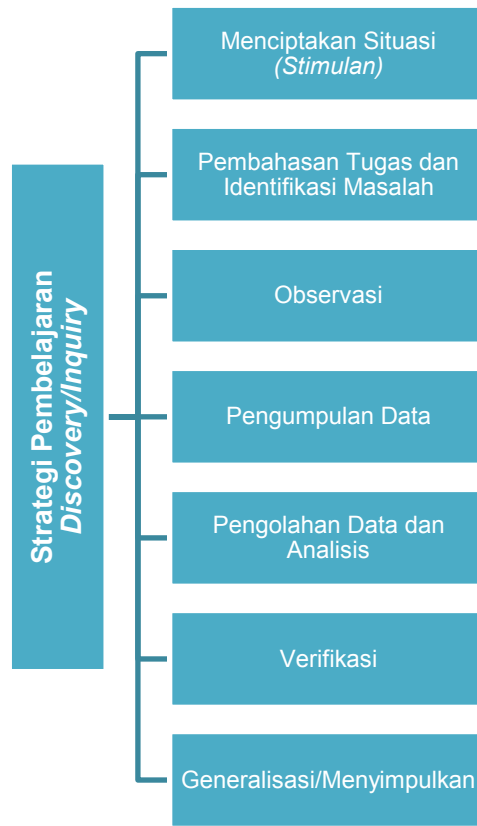 Strategi Pembelajaran
Discovery/Inquiry
Menciptakan Situasi
(Stimulan)
Pembahasan Tugas dan
Identifikasi Masalah
Observasi
Pengumpulan Data
Pengolahan Data dan
Analisis
Verifikasi
Generalisasi/Menyimpulkan